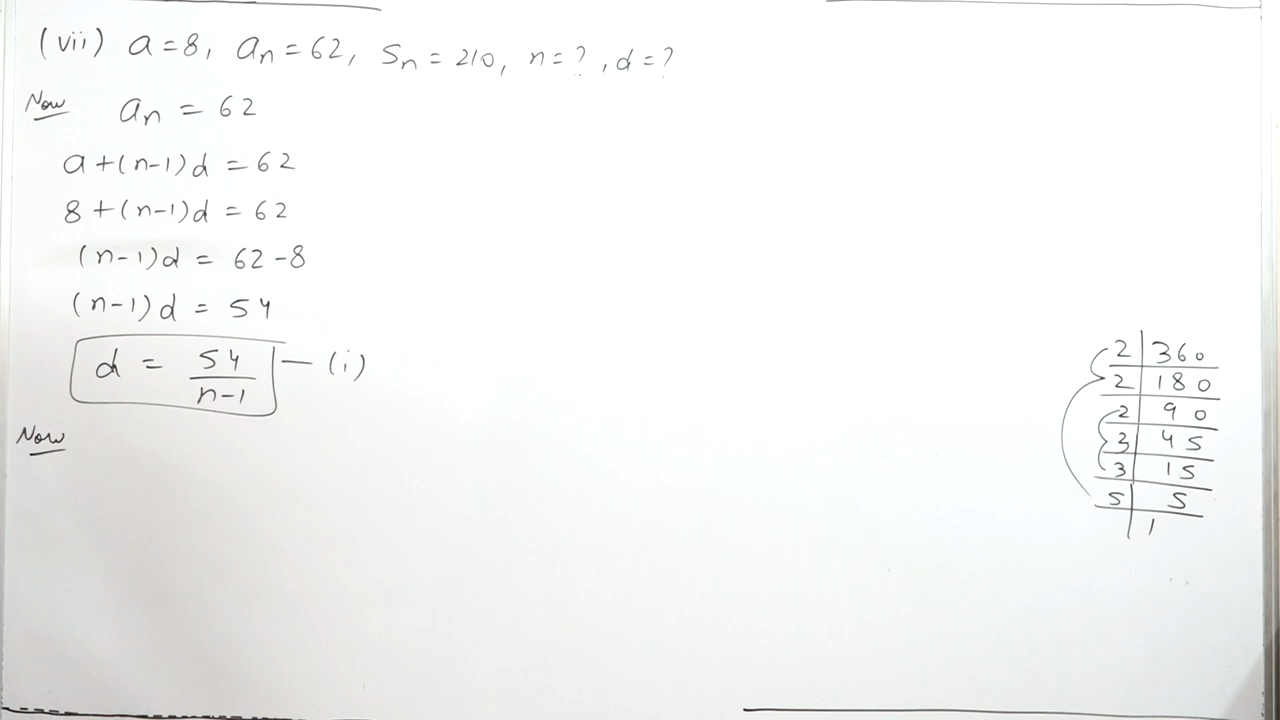 (vii) a = 8, an = 62, Sn = 210, n = ?, d = ?
Now an = 62
a + (n-1)d = 62
8 + (n-1)d = 62
(n-1)d = 62 - 8
(n-1)d = 54
d = 54/n-1 — (i)
Now
2 | 360
2 | 180
2 | 90
3 | 45
3 | 15
5 | 5
| 1